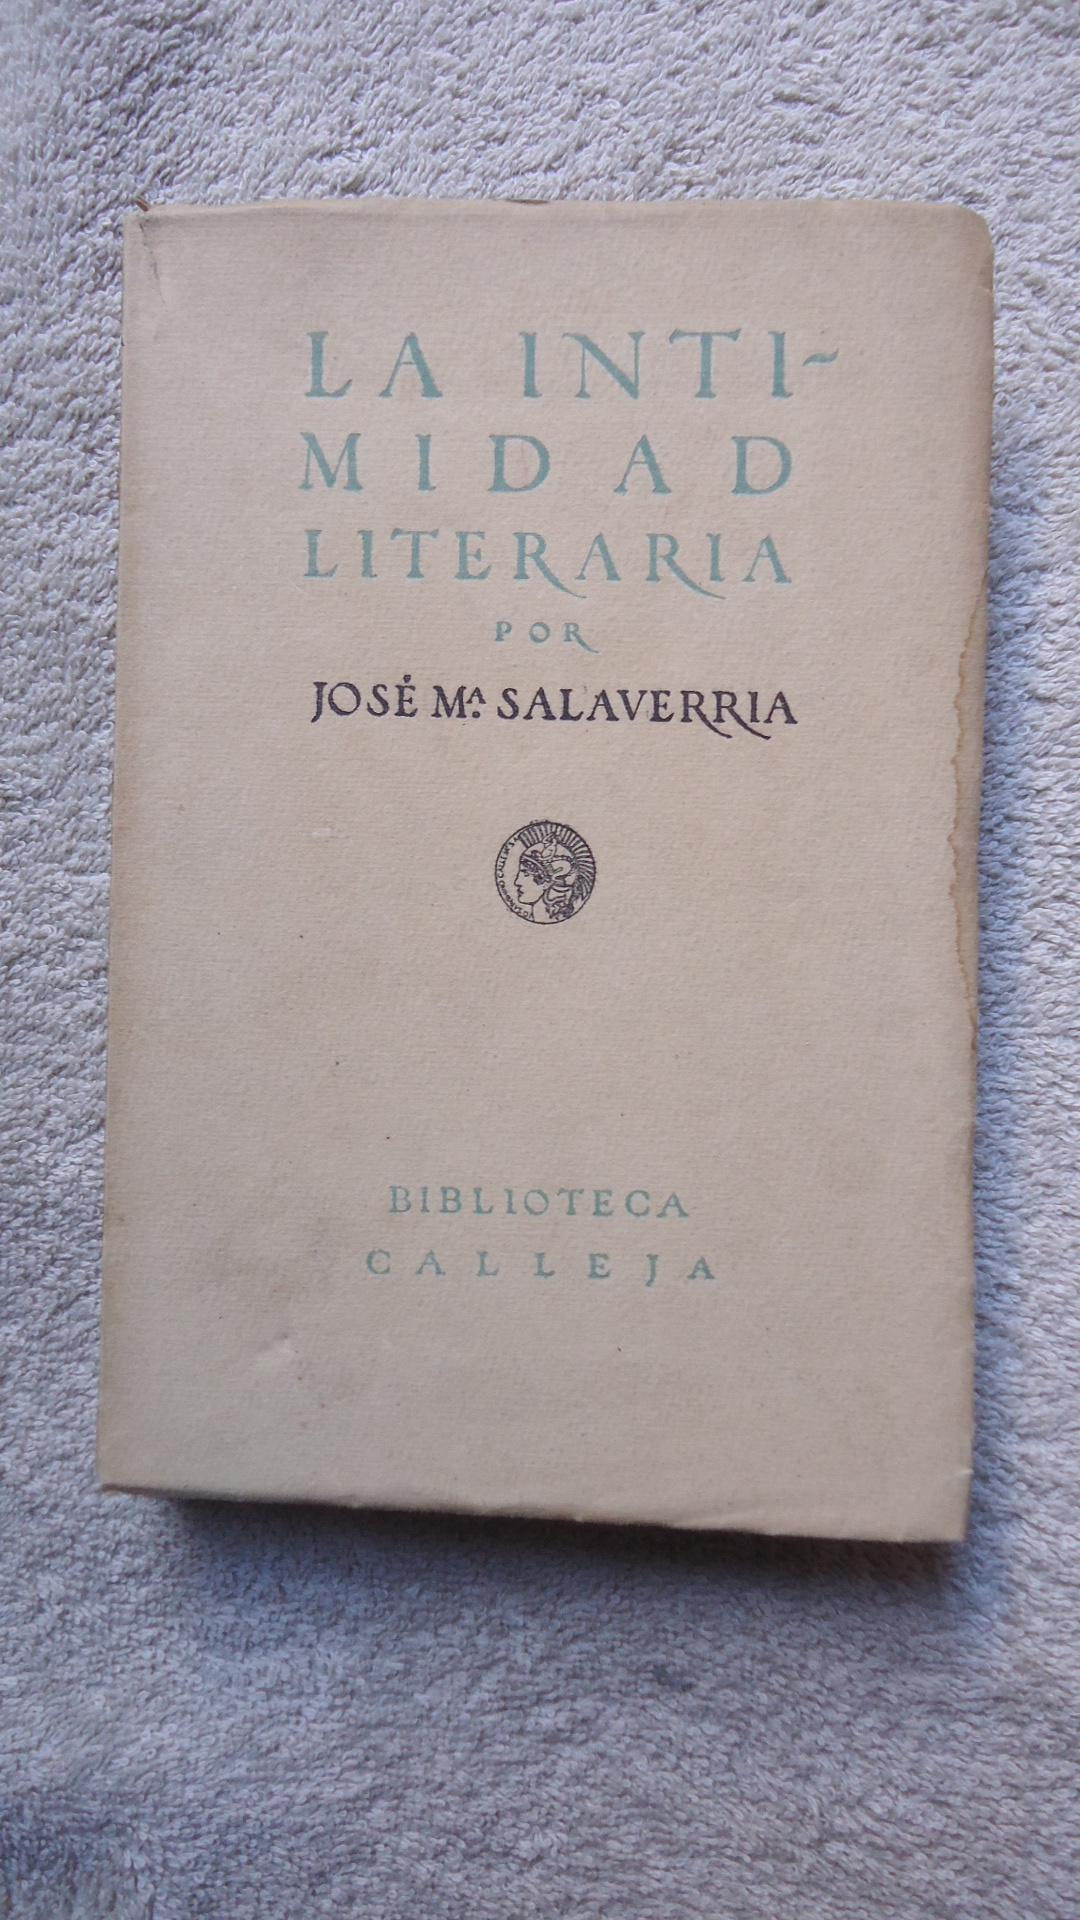 LA INTI-
MIDAD
LITERARIA
POR
JOSÉ Mª. SALAVERRIA
BIBLIOTECA
CALLEJA